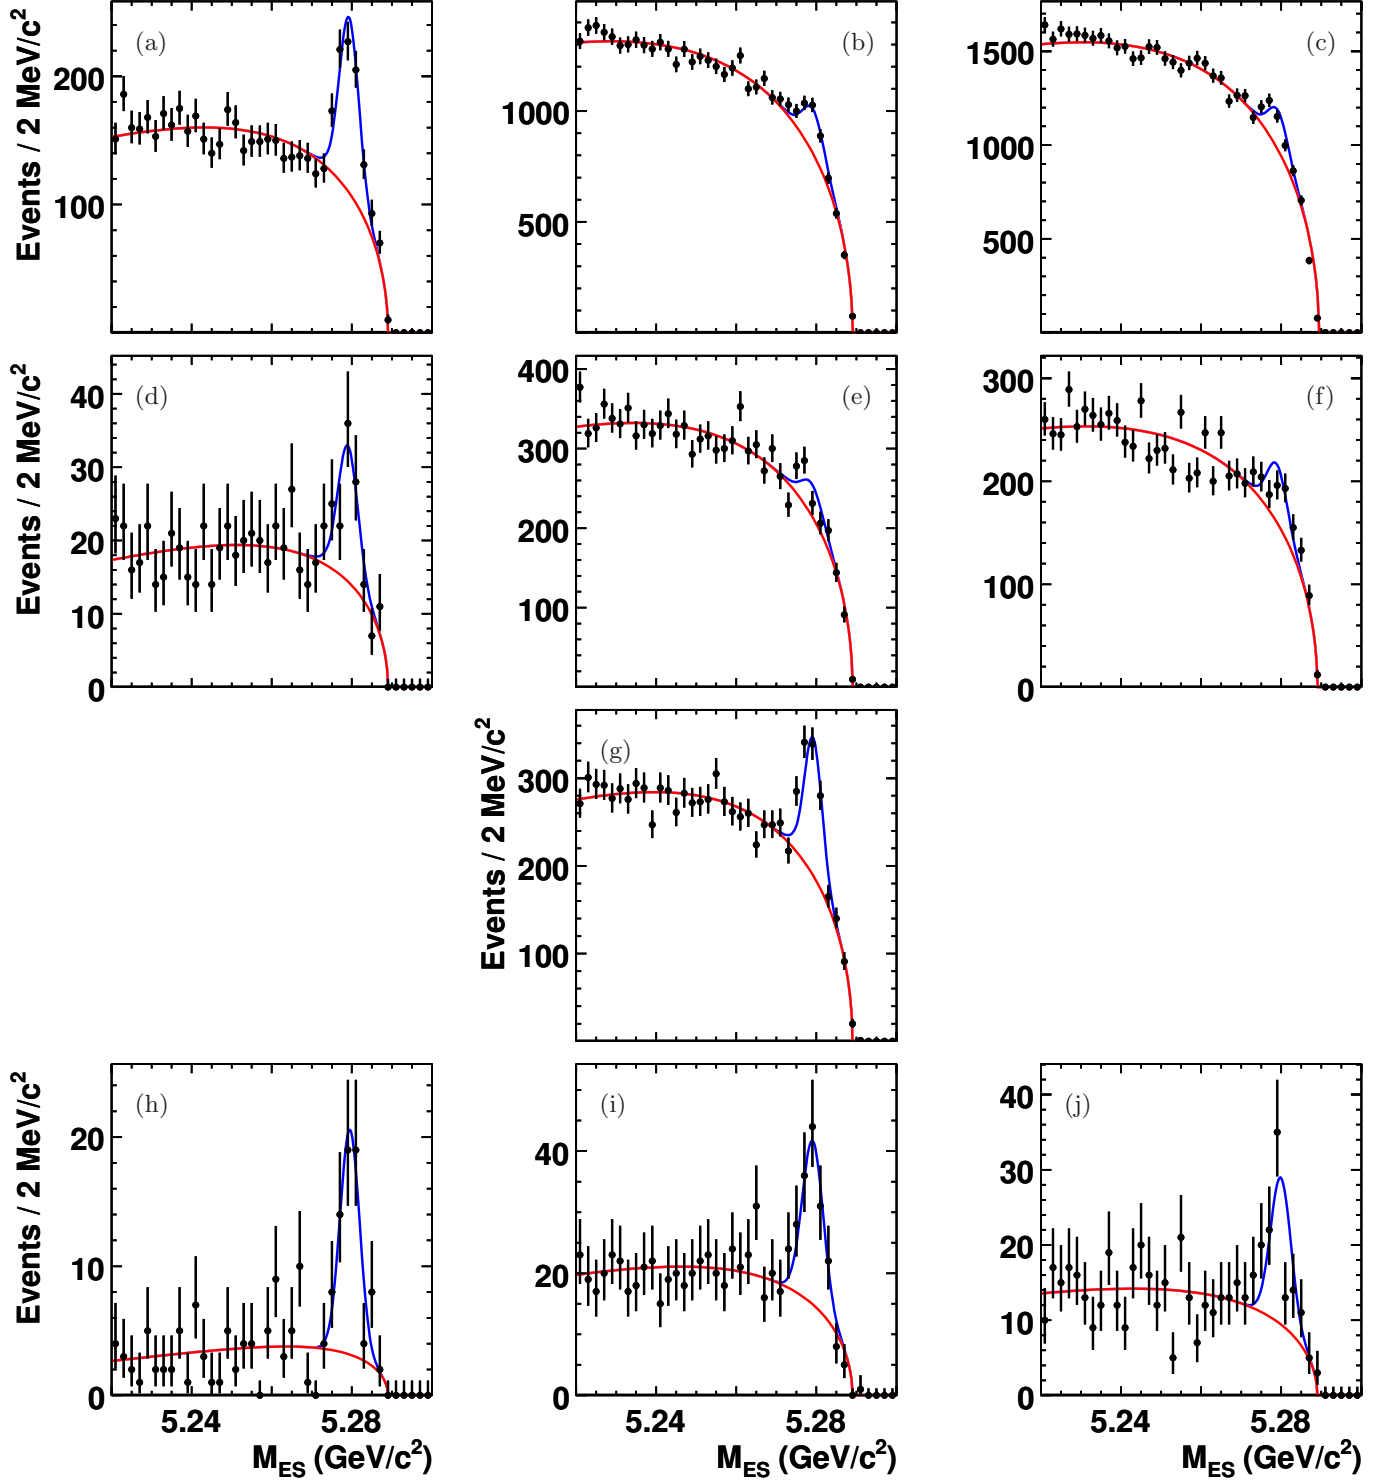 Events / 2 MeV/c²
(a)
200
100
(b)
1000
500
(c)
1500
1000
500
Events / 2 MeV/c²
(d)
40
30
20
10
0
(e)
400
300
200
100
(f)
300
200
100
0
Events / 2 MeV/c²
(g)
300
200
100
Events / 2 MeV/c²
(h)
20
10
0
5.24 5.28
M_ES (GeV/c²)
(i)
40
20
0
5.24 5.28
M_ES (GeV/c²)
(j)
40
30
20
10
0
5.24 5.28
M_ES (GeV/c²)